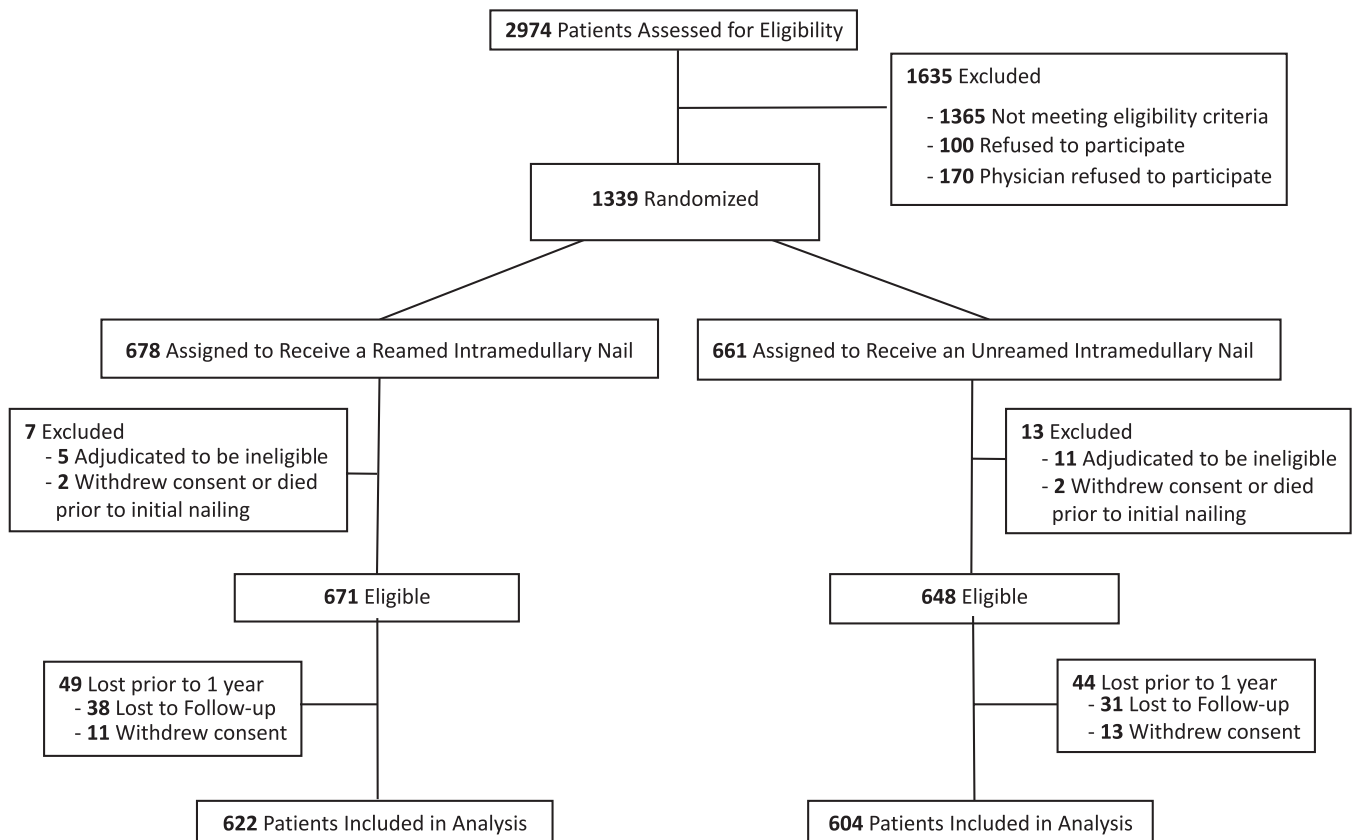 2974 Patients Assessed for Eligibility
1635 Excluded
- 1365 Not meeting eligibility criteria
- 100 Refused to participate
- 170 Physician refused to participate
1339 Randomized
678 Assigned to Receive a Reamed Intramedullary Nail
661 Assigned to Receive an Unreamed Intramedullary Nail
7 Excluded
- 5 Adjudicated to be ineligible
- 2 Withdrew consent or died
prior to initial nailing
13 Excluded
- 11 Adjudicated to be ineligible
- 2 Withdrew consent or died
prior to initial nailing
671 Eligible
648 Eligible
49 Lost prior to 1 year
- 38 Lost to Follow-up
- 11 Withdrew consent
44 Lost prior to 1 year
- 31 Lost to Follow-up
- 13 Withdrew consent
622 Patients Included in Analysis
604 Patients Included in Analysis